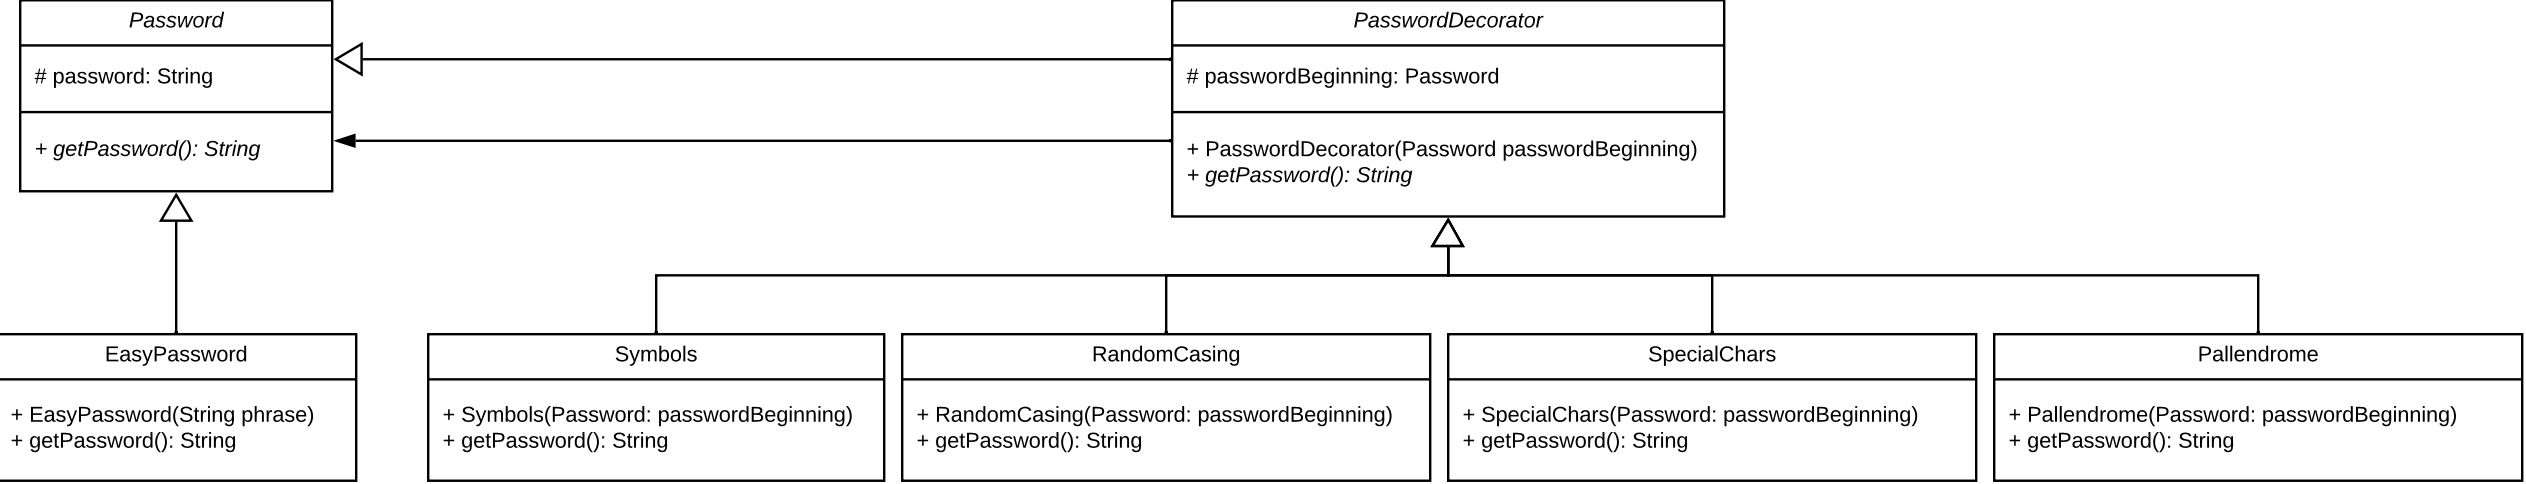 Password
# password: String
+ getPassword(): String
PasswordDecorator
# passwordBeginning: Password
+ PasswordDecorator(Password passwordBeginning)
+ getPassword(): String
EasyPassword
+ EasyPassword(String phrase)
+ getPassword(): String
Symbols
+ Symbols(Password: passwordBeginning)
+ getPassword(): String
RandomCasing
+ RandomCasing(Password: passwordBeginning)
+ getPassword(): String
SpecialChars
+ SpecialChars(Password: passwordBeginning)
+ getPassword(): String
Pallendrome
+ Pallendrome(Password: passwordBeginning)
+ getPassword(): String